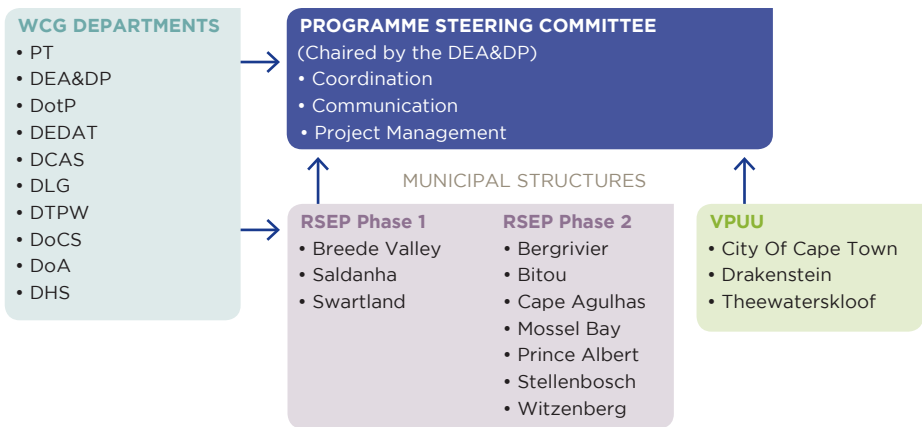 WCG DEPARTMENTS
• PT
• DEA&DP
• DotP
• DEDAT
• DCAS
• DLG
• DTPW
• DoCS
• DoA
• DHS
PROGRAMME STEERING COMMITTEE
(Chaired by the DEA&DP)
• Coordination
• Communication
• Project Management
MUNICIPAL STRUCTURES
RSEP Phase 1
• Breede Valley
• Saldanha
• Swartland
RSEP Phase 2
• Bergrivier
• Bitou
• Cape Agulhas
• Mossel Bay
• Prince Albert
• Stellenbosch
• Witzenberg
VPUU
• City Of Cape Town
• Drakenstein
• Theewaterskloof